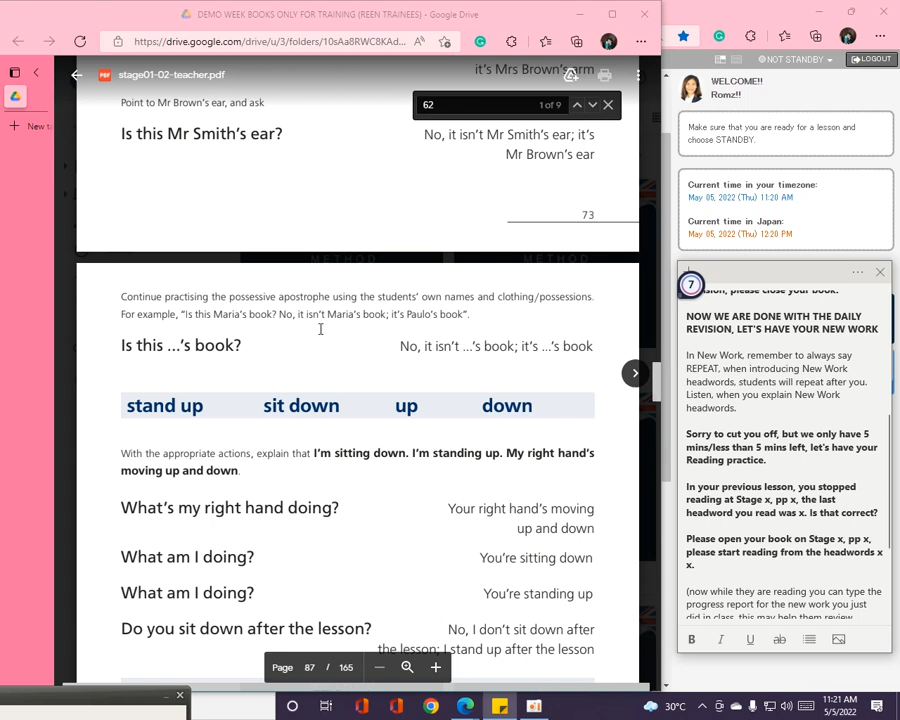 DEMO WEEK BOOKS ONLY FOR TRAINING (REEN TRAINEES) - Google Drive
https://drive.google.com/drive/u/3/folders/10sAa8RWC8KAd...
stage01-02-teacher.pdf
New t
it's Mrs Brown's arm
62
1 of 9
Point to Mr Brown's ear, and ask
Is this Mr Smith's ear?
No, it isn't Mr Smith's ear; it's
Mr Brown's ear
73
METHOD
METHOD
Continue practising the possessive apostrophe using the students' own names and clothing/possessions.
For example, "Is this Maria's book? No, it isn't Maria's book; it's Paulo's book".
Is this ...'s book?
No, it isn't ...'s book; it's ...'s book
stand up sit down up down
With the appropriate actions, explain that I'm sitting down. I'm standing up. My right hand's
moving up and down.
What's my right hand doing?
Your right hand's moving
up and down
What am I doing?
You're sitting down
What am I doing?
You're standing up
Do you sit down after the lesson?
No, I don't sit down after
the lesson; I stand up after the lesson
Page 87 / 165
NOT STANDBY
LOGOUT
WELCOME!!
Romz!!
Make sure that you are ready for a lesson and
choose STANDBY.
Current time in your timezone:
May 05, 2022 (Thu) 11:20 AM
Current time in Japan:
May 05, 2022 (Thu) 12:20 PM
7
please close your book.
NOW WE ARE DONE WITH THE DAILY
REVISION, LET'S HAVE YOUR NEW WORK
In New Work, remember to always say
REPEAT, when introducing New Work
headwords, students will repeat after you.
Listen, when you explain New Work
headwords.
Sorry to cut you off, but we only have 5
mins/less than 5 mins left, let's have your
Reading practice.
In your previous lesson, you stopped
reading at Stage x, pp x, the last
headword you read was x. Is that correct?
Please open your book on Stage x, pp x,
please start reading from the headwords x
x.
(now while they are reading you can type the
progress report for the new work you just
did in class, this may help them review
B I U ab
30°C
11:21 AM
5/5/2022